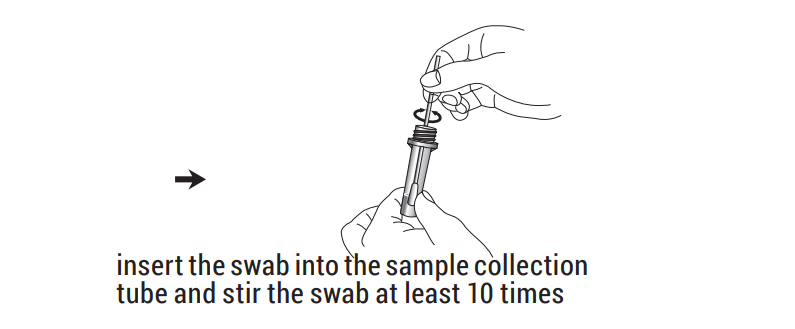 insert the swab into the sample collection
tube and stir the swab at least 10 times